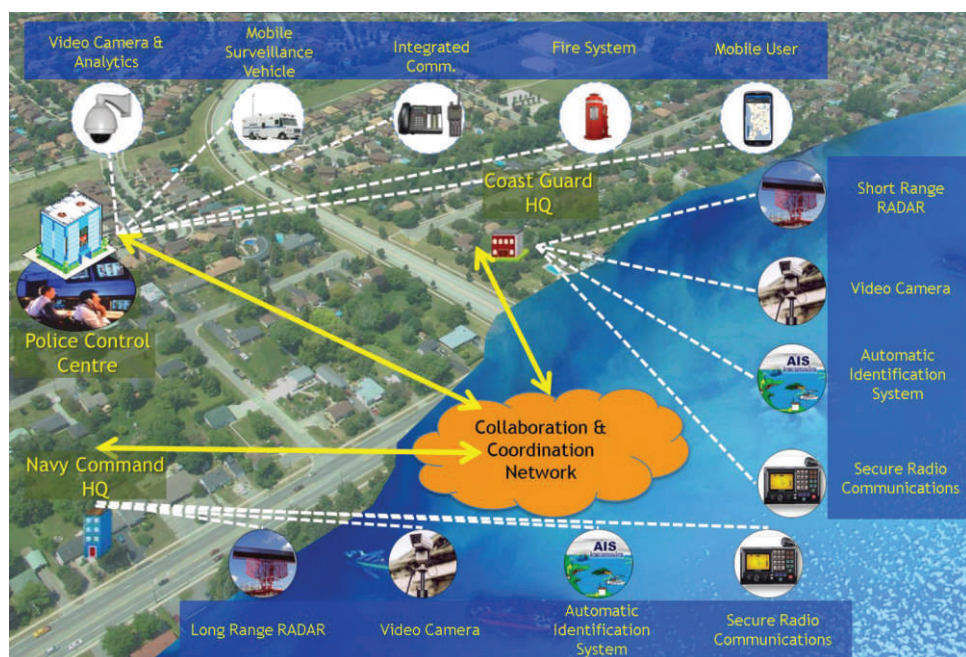 Video Camera &
Analytics
Mobile
Surveillance
Vehicle
Integrated
Comm.
Fire System
Mobile User
Coast Guard
HQ
Short Range
RADAR
Video Camera
Police Control
Centre
Automatic
Identification
System
AIS
Collaboration &
Coordination
Network
Navy Command
HQ
Secure Radio
Communications
AIS
Long Range RADAR
Video Camera
Automatic
Identification
System
Secure Radio
Communications